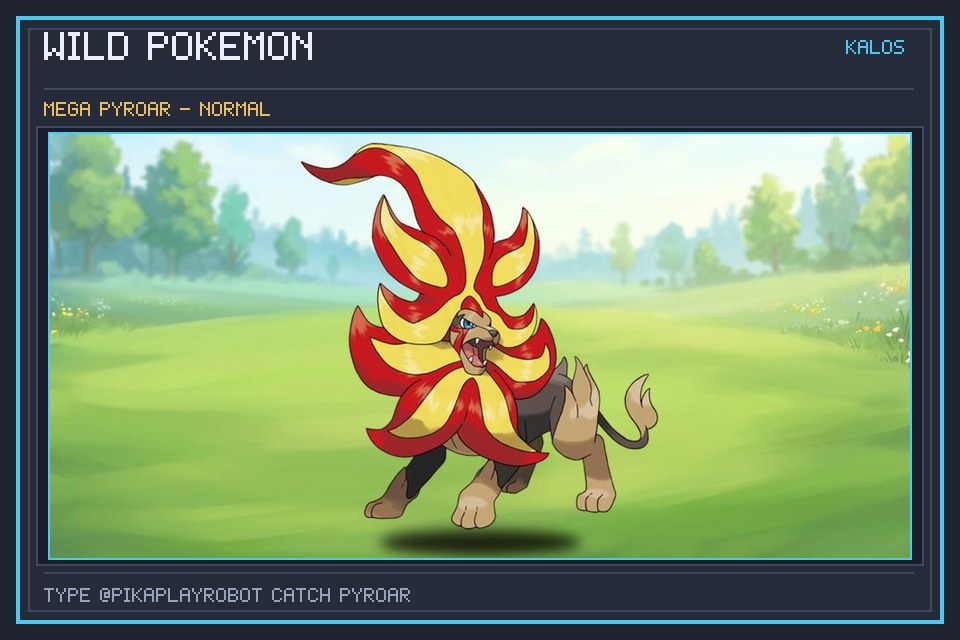 WILD POKEMON
KALOS
MEGA PYROAR - NORMAL
TYPE @PIKAPLAYROBOT CATCH PYROAR